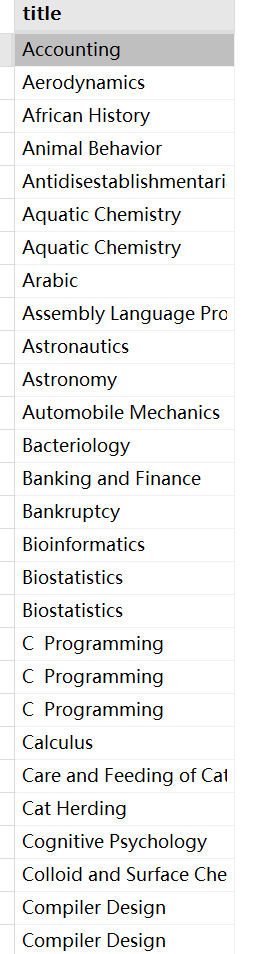 title
Accounting
Aerodynamics
African History
Animal Behavior
Antidisestablishmentari
Aquatic Chemistry
Aquatic Chemistry
Arabic
Assembly Language Pro
Astronautics
Astronomy
Automobile Mechanics
Bacteriology
Banking and Finance
Bankruptcy
Bioinformatics
Biostatistics
Biostatistics
C  Programming
C  Programming
C  Programming
Calculus
Care and Feeding of Cat
Cat Herding
Cognitive Psychology
Colloid and Surface Che
Compiler Design
Compiler Design